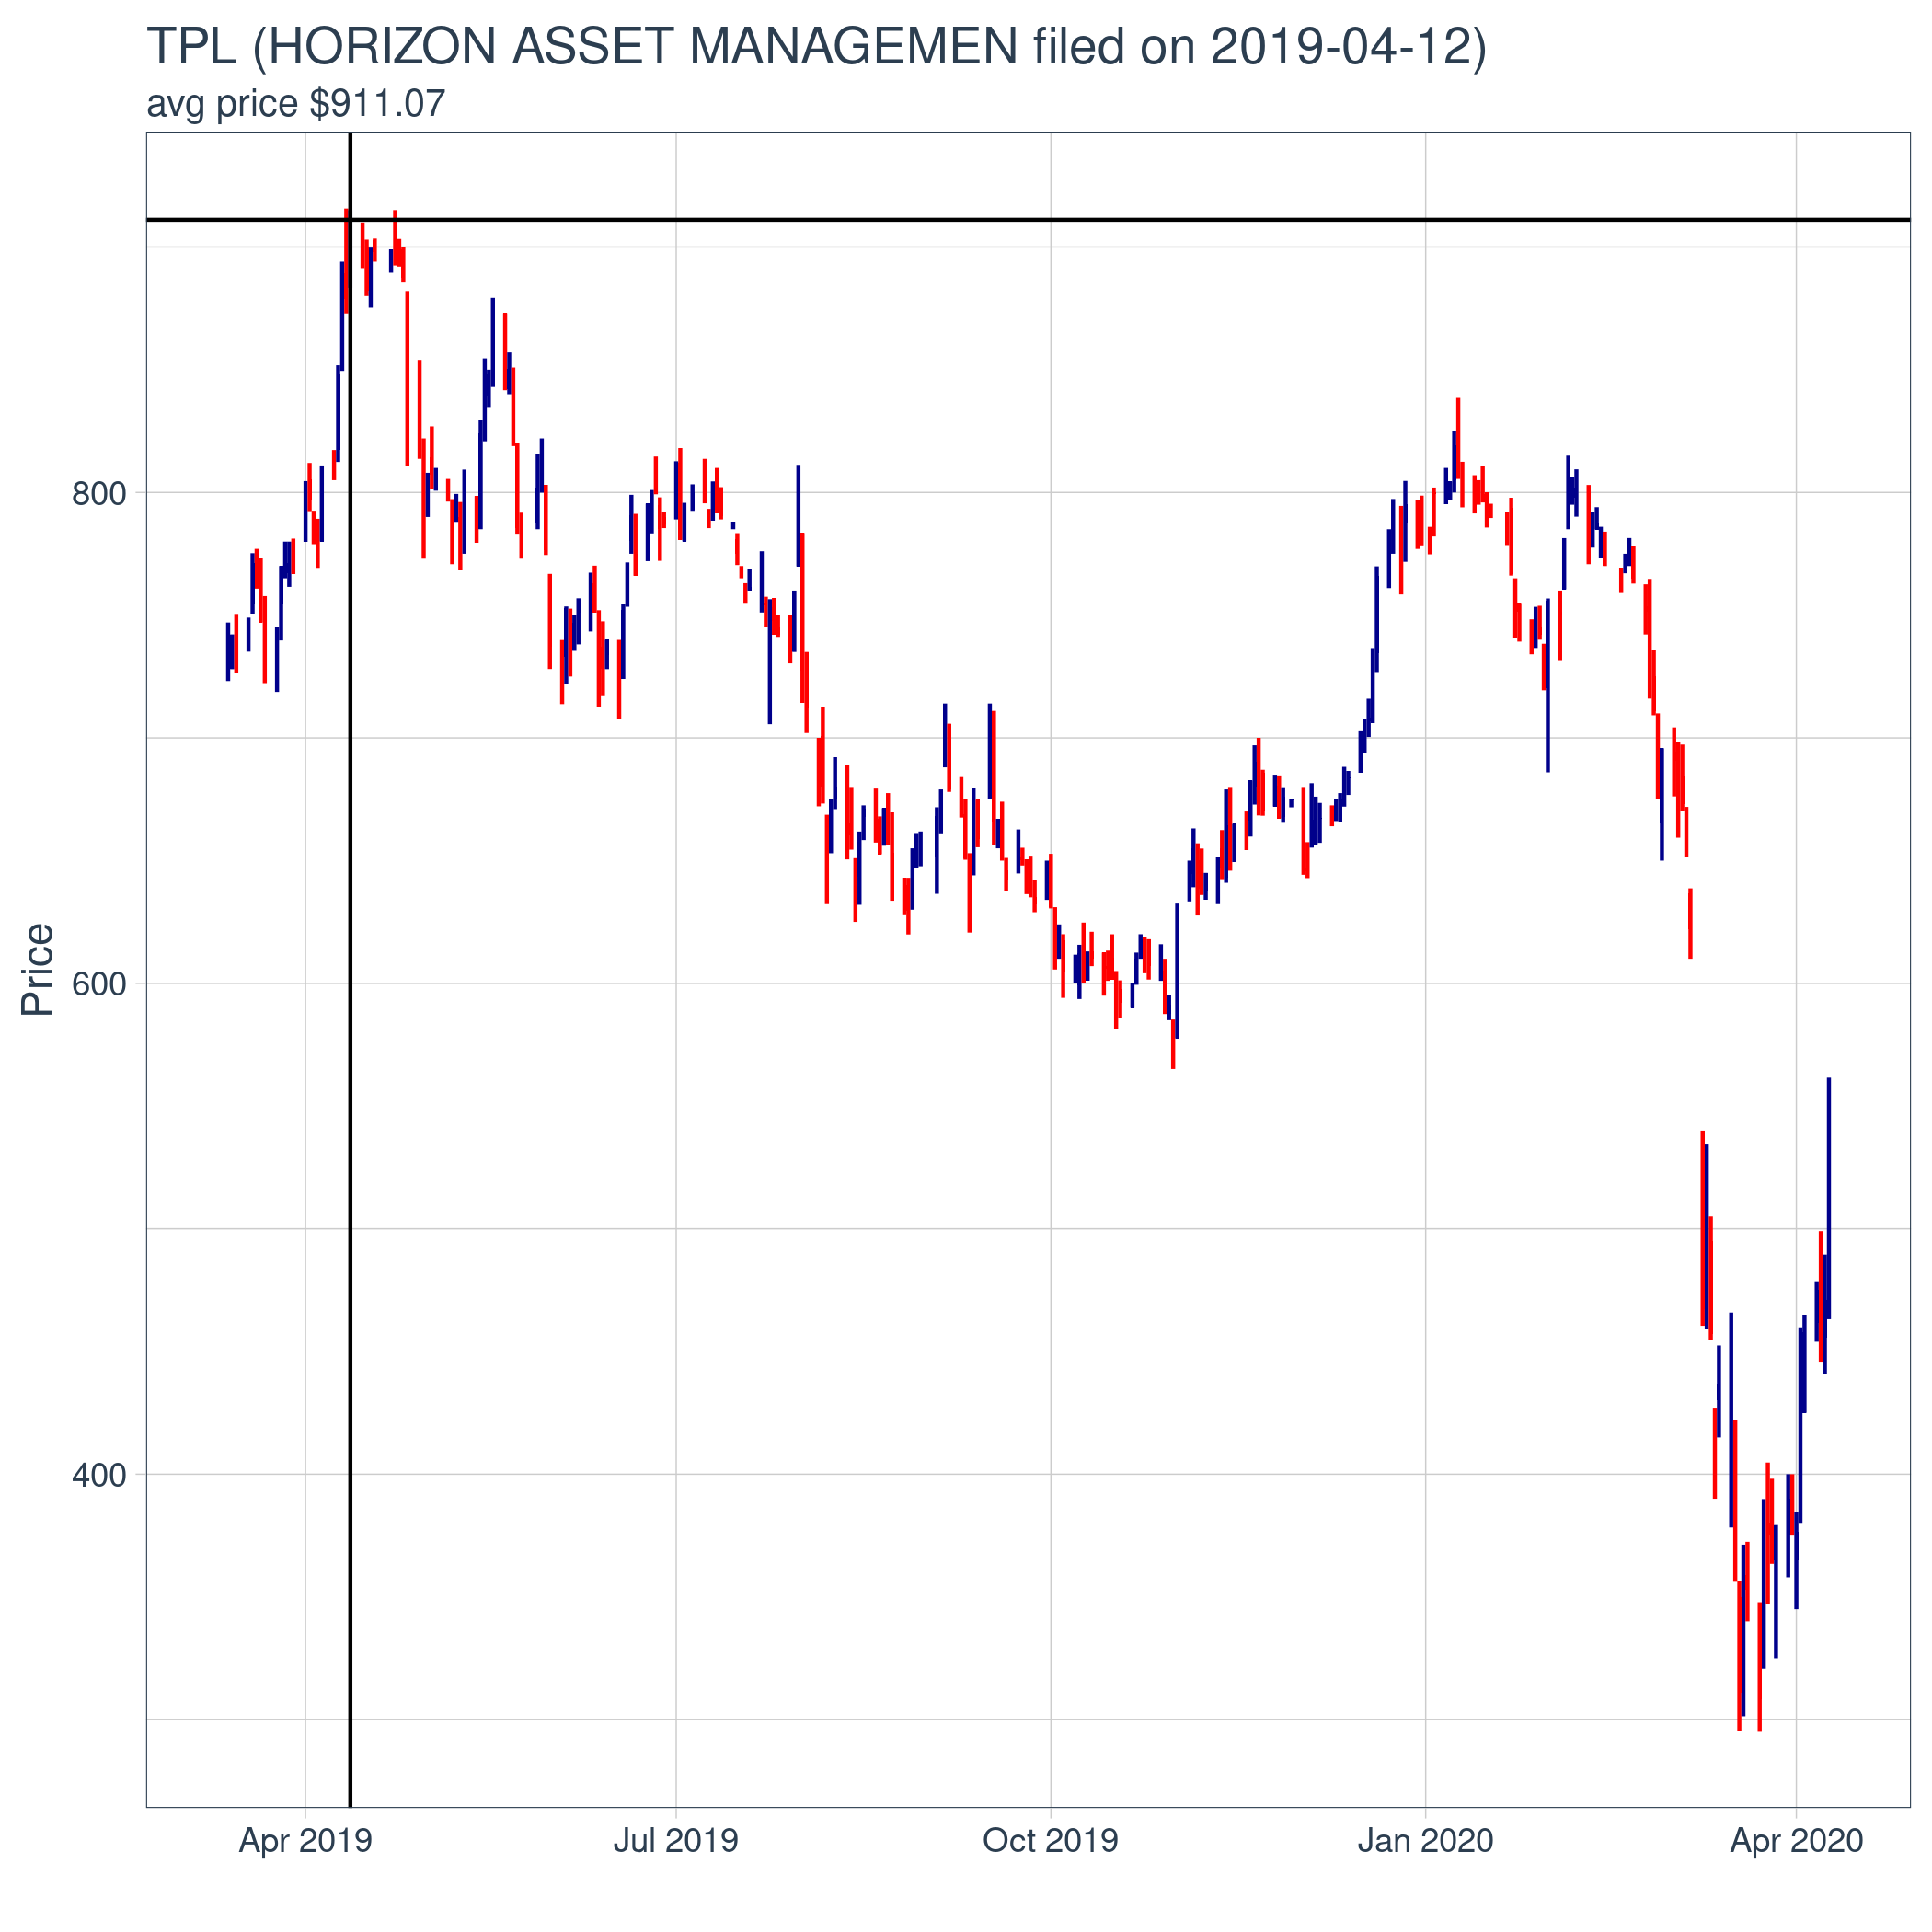 TPL (HORIZON ASSET MANAGEMEN filed on 2019-04-12)
avg price $911.07
Price
800
600
400
Apr 2019
Jul 2019
Oct 2019
Jan 2020
Apr 2020